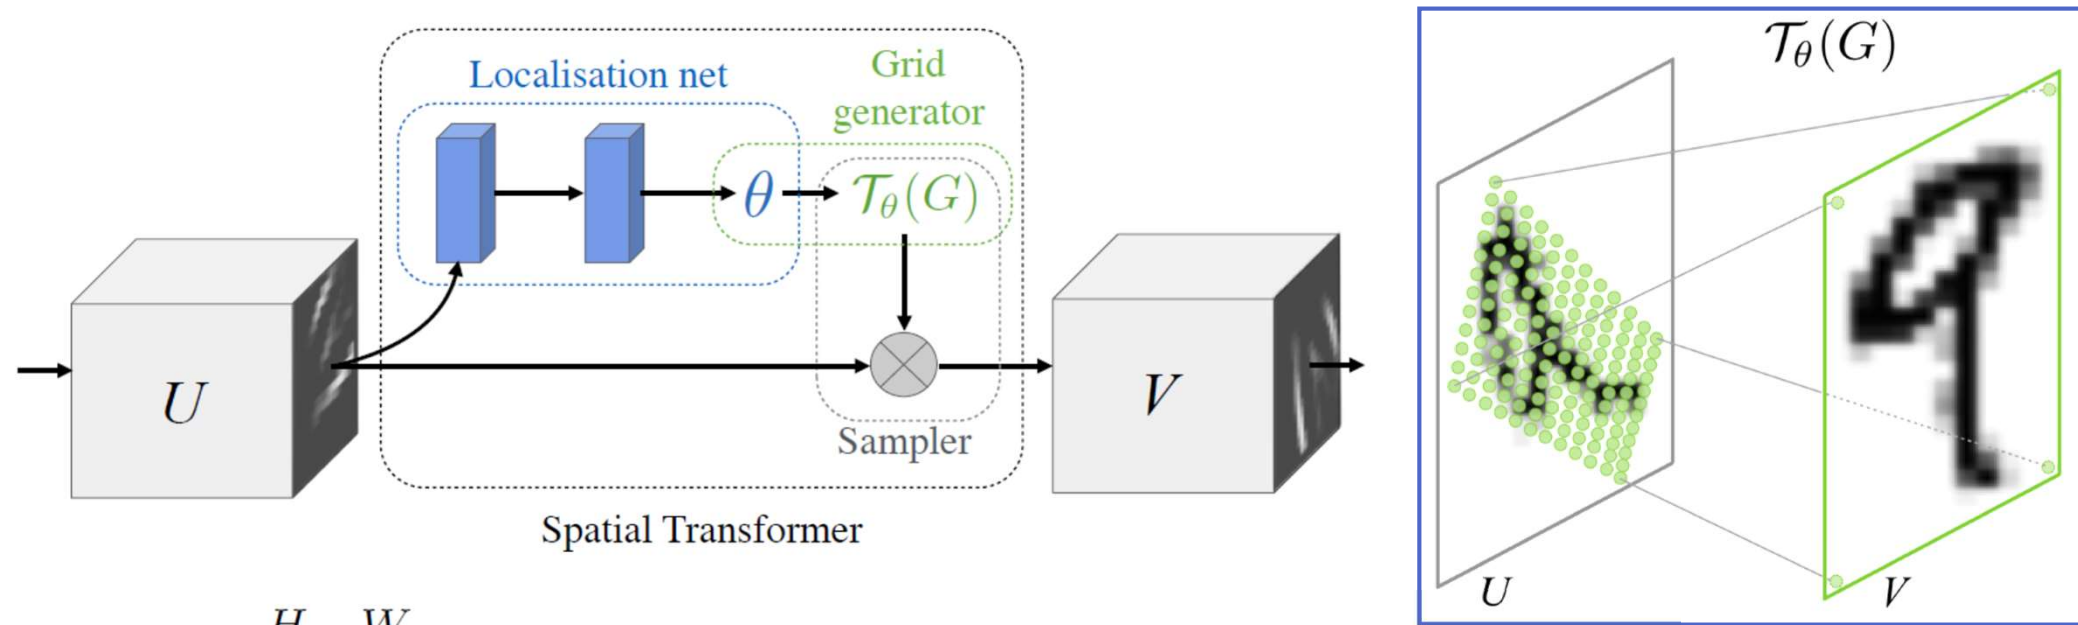 Localisation net
Grid
generator
θ
𝒯θ(G)
U
V
Sampler
Spatial Transformer
H W
𝒯θ(G)
U
V